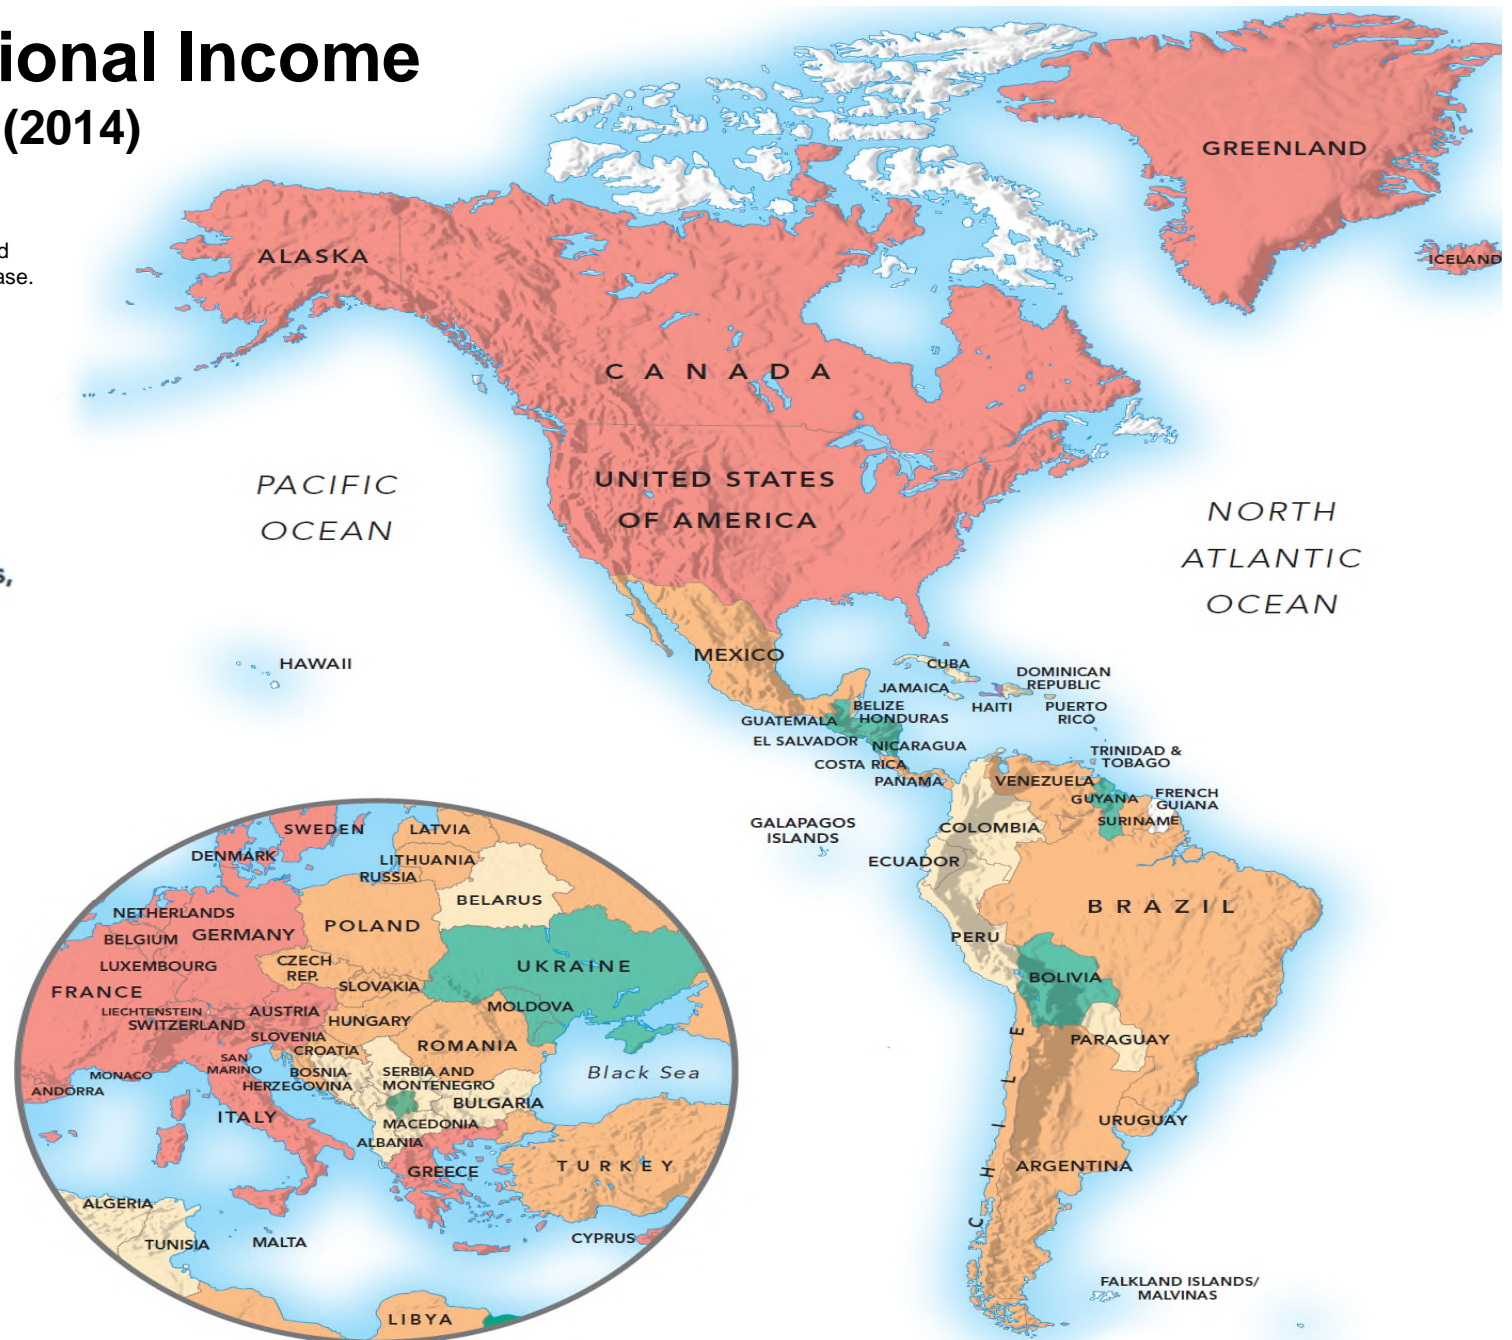 ional Income
(2014)
d
ase.
s,
GREENLAND
ICELAND
ALASKA
CANADA
UNITED STATES
OF AMERICA
PACIFIC
OCEAN
NORTH
ATLANTIC
OCEAN
HAWAII
MEXICO
CUBA
DOMINICAN
REPUBLIC
JAMAICA
HAITI
PUERTO
RICO
BELIZE
GUATEMALA
HONDURAS
EL SALVADOR
NICARAGUA
COSTA RICA
PANAMA
TRINIDAD &
TOBAGO
VENEZUELA
GUYANA
FRENCH
GUIANA
SURINAME
COLOMBIA
GALAPAGOS
ISLANDS
ECUADOR
BRAZIL
PERU
BOLIVIA
PARAGUAY
CHILE
URUGUAY
ARGENTINA
FALKLAND ISLANDS/
MALVINAS
SWEDEN
LATVIA
DENMARK
LITHUANIA
RUSSIA
BELARUS
NETHERLANDS
POLAND
BELGIUM
GERMANY
CZECH
REP.
UKRAINE
LUXEMBOURG
SLOVAKIA
FRANCE
LIECHTENSTEIN
AUSTRIA
MOLDOVA
SWITZERLAND
HUNGARY
SLOVENIA
CROATIA
ROMANIA
SAN
MARINO
MONACO
BOSNIA-
HERZEGOVINA
SERBIA AND
MONTENEGRO
Black Sea
ANDORRA
BULGARIA
ITALY
MACEDONIA
ALBANIA
GREECE
TURKEY
ALGERIA
TUNISIA
MALTA
CYPRUS
LIBYA